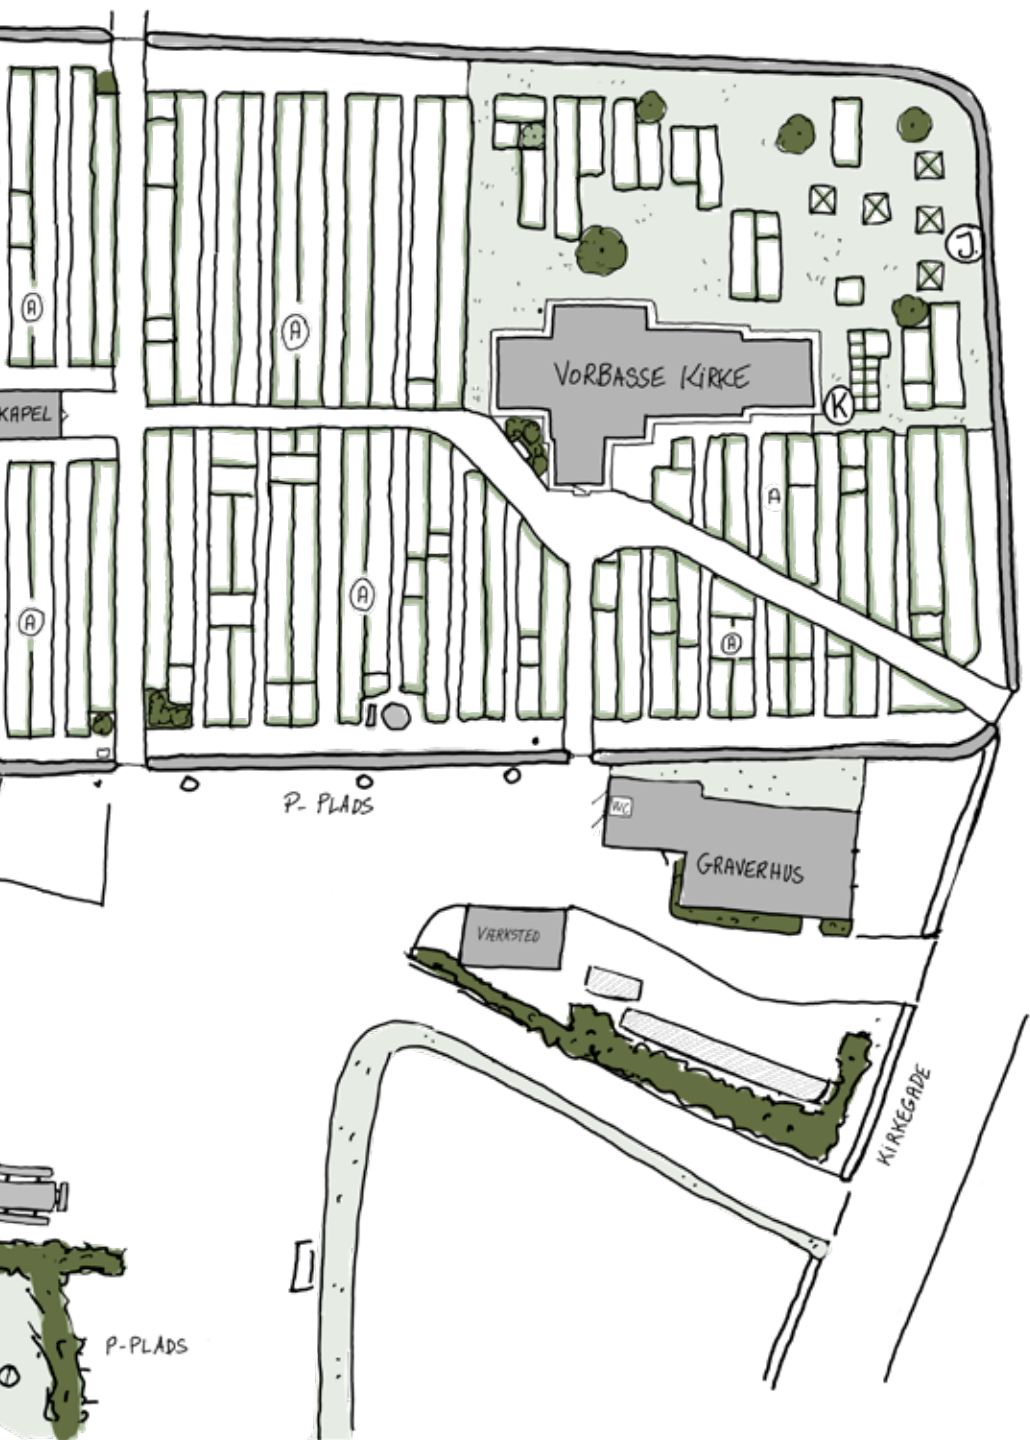 J
A
A
VORBASSE KIRKE
K
KAPEL
A
A
A
A
P- PLADS
WC
GRAVERHUS
VÆRKSTED
KIRKEGADE
P-PLADS